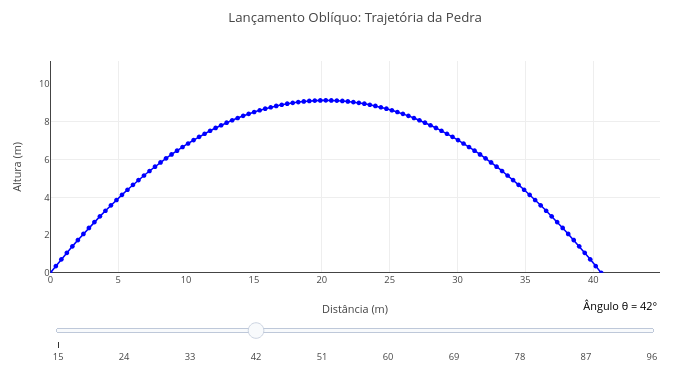 Lançamento Oblíquo: Trajetória da Pedra
Altura (m)
10
8
6
4
2
0
0 5 10 15 20 25 30 35 40
Distância (m)
Ângulo θ = 42°
15 24 33 42 51 60 69 78 87 96